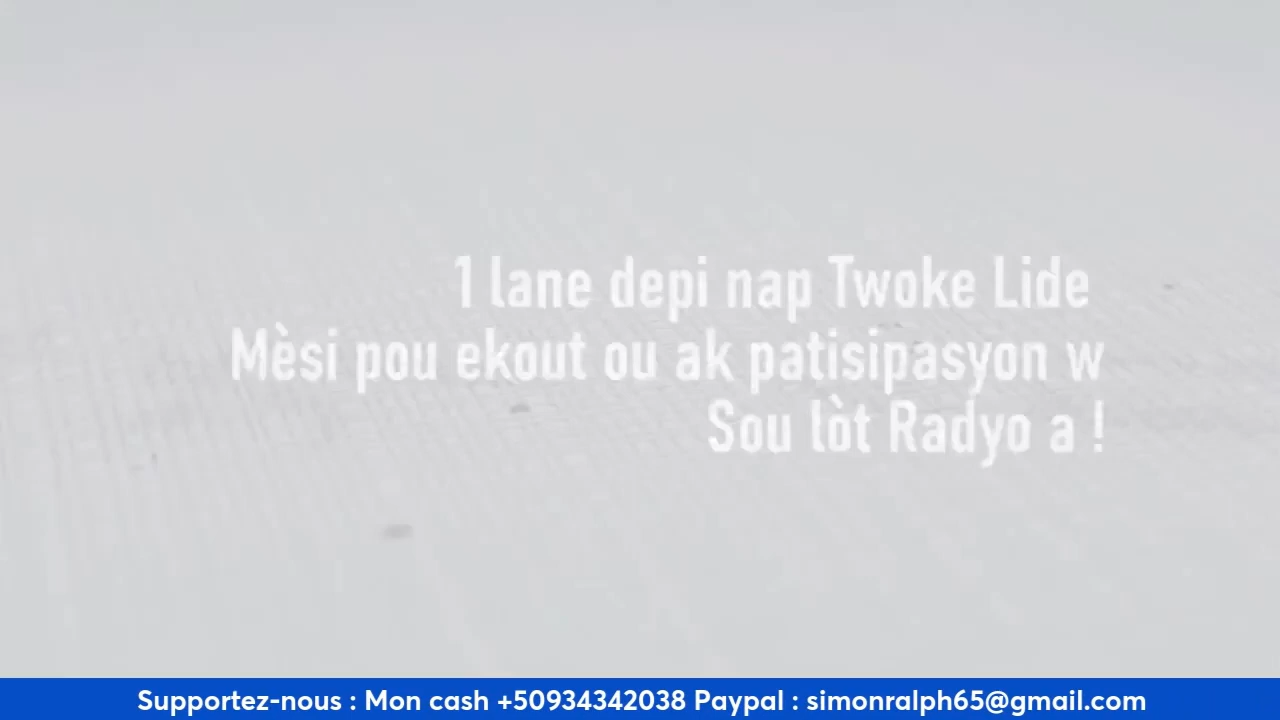 1 lane depi nap Twoke Lide
Mèsi pou ekout ou ak patisipasyon w
Sou lòt Radyo a !
Supportez-nous : Mon cash +50934342038 Paypal : simonralph65@gmail.com